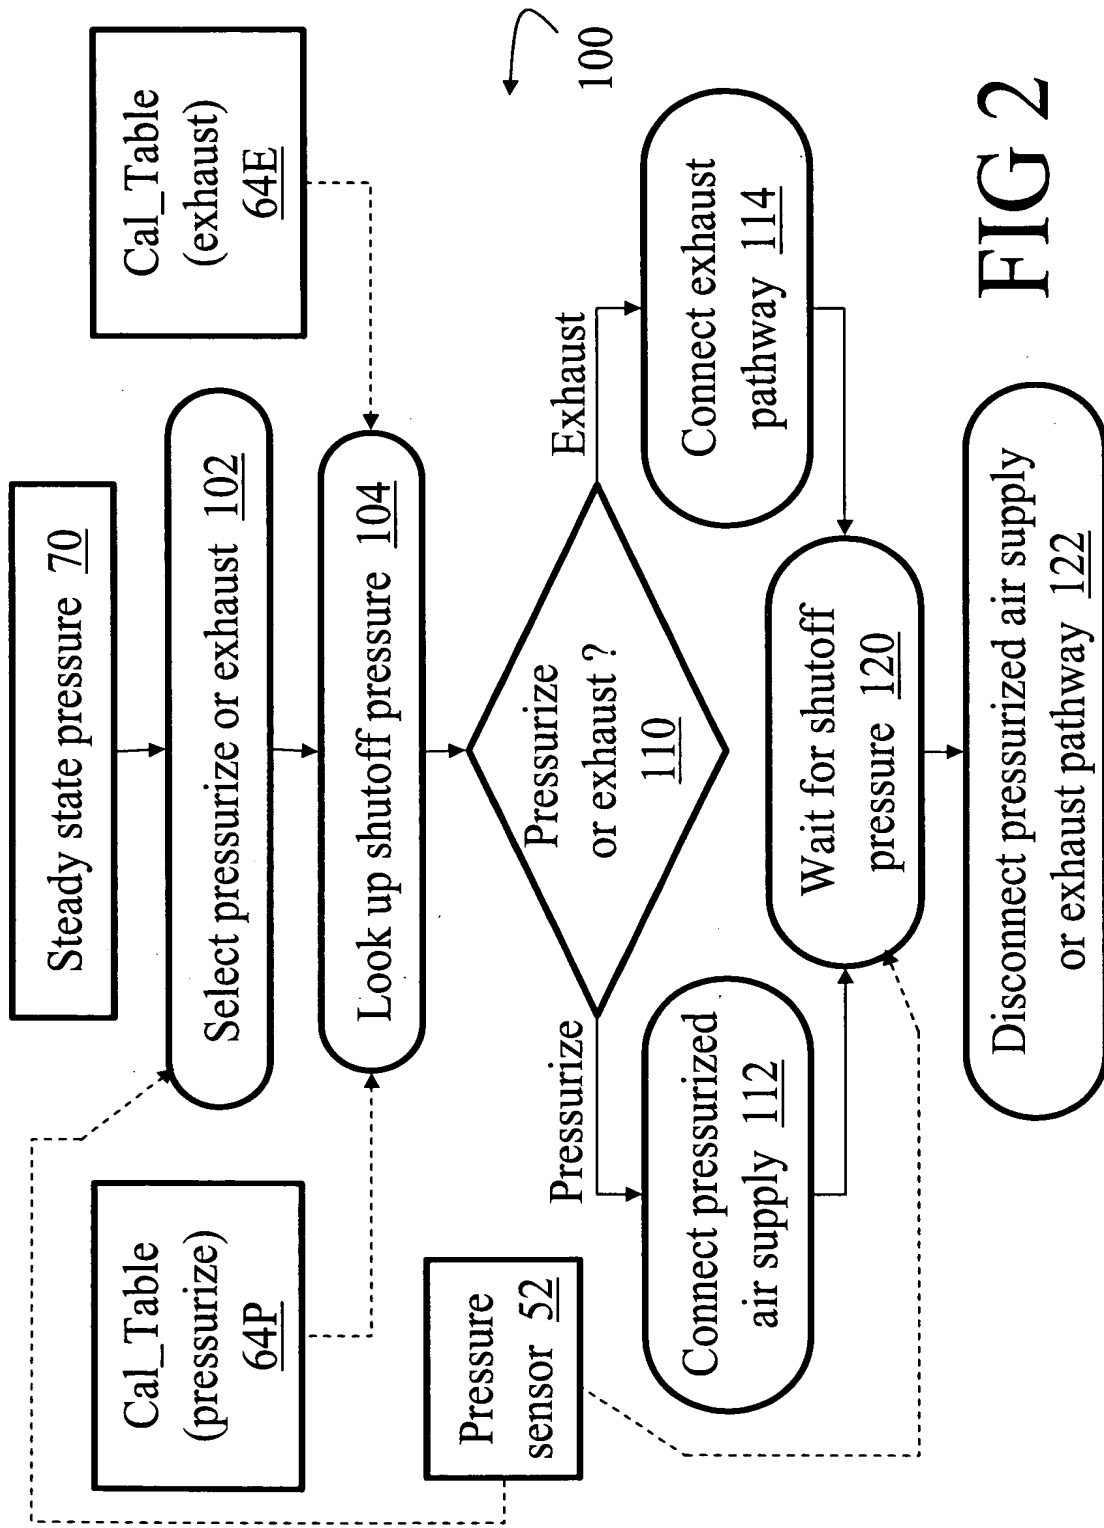 Steady state pressure 70
Select pressurize or exhaust 102
Cal_Table
(pressurize)
64P
Cal_Table
(exhaust)
64E
Look up shutoff pressure 104
Pressure
sensor 52
Pressurize
or exhaust ?
110
Pressurize
Exhaust
100
Connect pressurized
air supply 112
Connect exhaust
pathway 114
Wait for shutoff
pressure 120
Disconnect pressurized air supply
or exhaust pathway 122
FIG 2